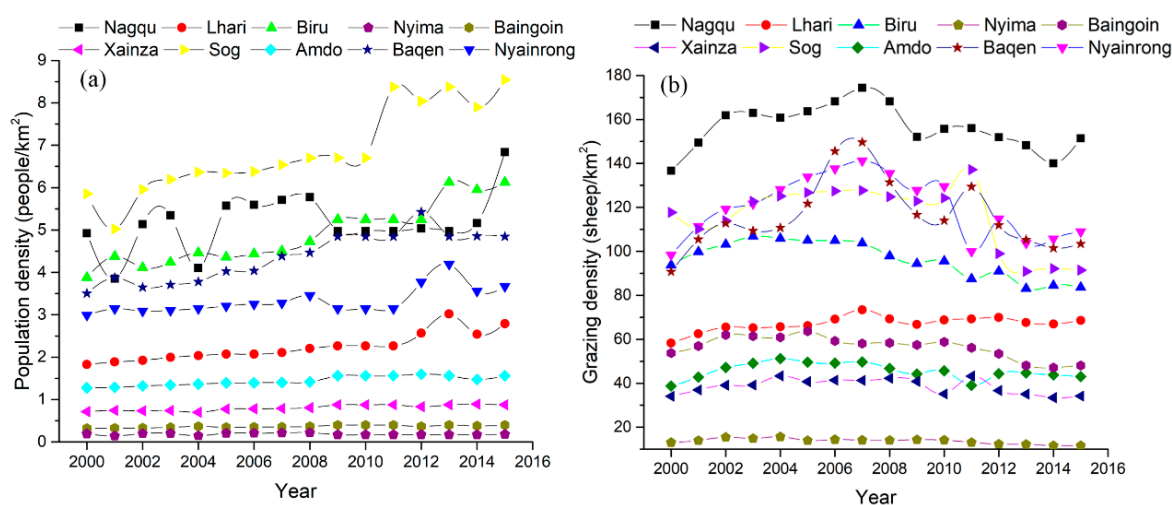 Nagqu Lhari Biru Nyima Baingoin
Xainza Sog Amdo Baqen Nyainrong
(a)
Population density (people/km²)
9
8
7
6
5
4
3
2
1
0
2000 2002 2004 2006 2008 2010 2012 2014 2016
Year
Nagqu Lhari Biru Nyima Baingoin
Xainza Sog Amdo Baqen Nyainrong
(b)
Grazing density (sheep/km²)
180
160
140
120
100
80
60
40
20
2000 2002 2004 2006 2008 2010 2012 2014 2016
Year